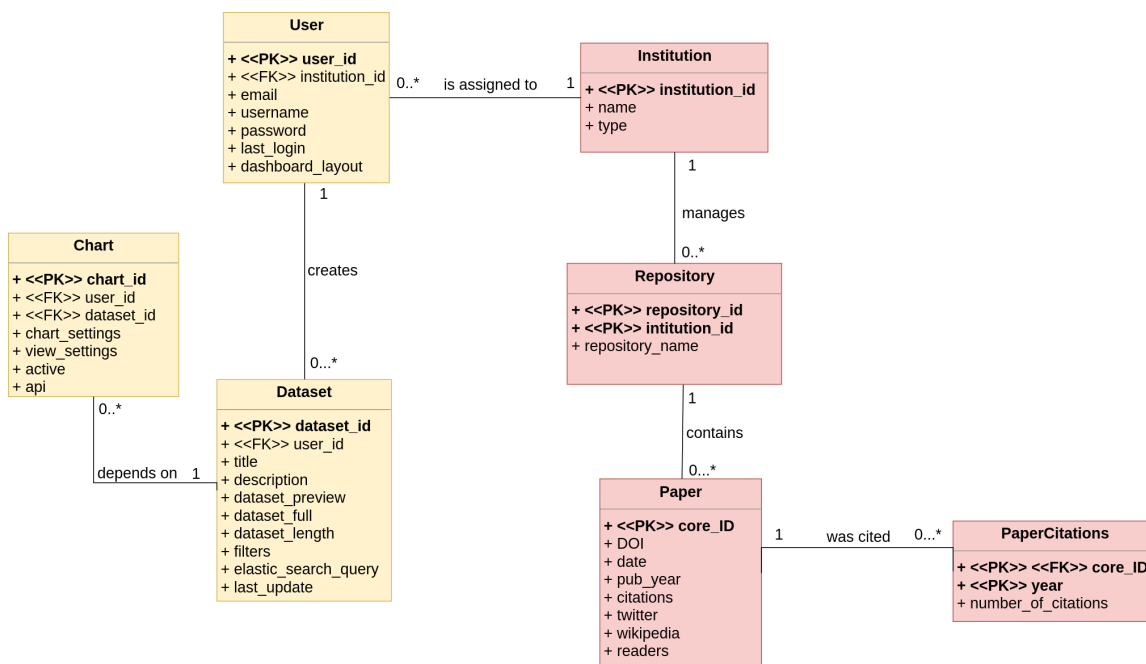 User
+ <<PK>> user_id
+ <<FK>> institution_id
+ email
+ username
+ password
+ last_login
+ dashboard_layout
0..*
is assigned to
1
Institution
+ <<PK>> institution_id
+ name
+ type
1
manages
0..*
1
creates
0...*
Chart
+ <<PK>> chart_id
+ <<FK>> user_id
+ <<FK>> dataset_id
+ chart_settings
+ view_settings
+ active
+ api
0..*
depends on
1
Repository
+ <<PK>> repository_id
+ <<PK>> intitution_id
+ repository_name
1
contains
0...*
Dataset
+ <<PK>> dataset_id
+ <<FK>> user_id
+ title
+ description
+ dataset_preview
+ dataset_full
+ dataset_length
+ filters
+ elastic_search_query
+ last_update
Paper
+ <<PK>> core_ID
+ DOI
+ date
+ pub_year
+ citations
+ twitter
+ wikipedia
+ readers
1
was cited
0...*
PaperCitations
+ <<PK>> <<FK>> core_ID
+ <<PK>> year
+ number_of_citations